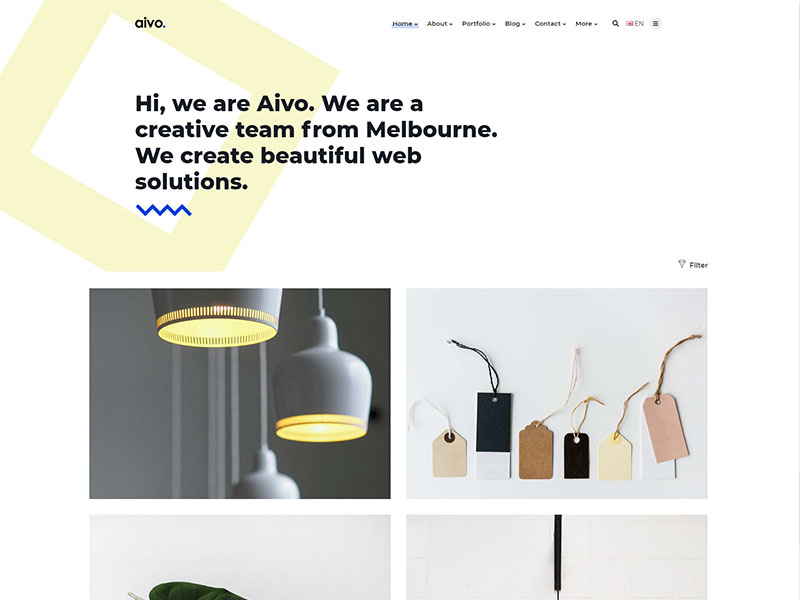 aivo.
Home About Portfolio Blog Contact More EN
Hi, we are Aivo. We are a
creative team from Melbourne.
We create beautiful web
solutions.
Filter